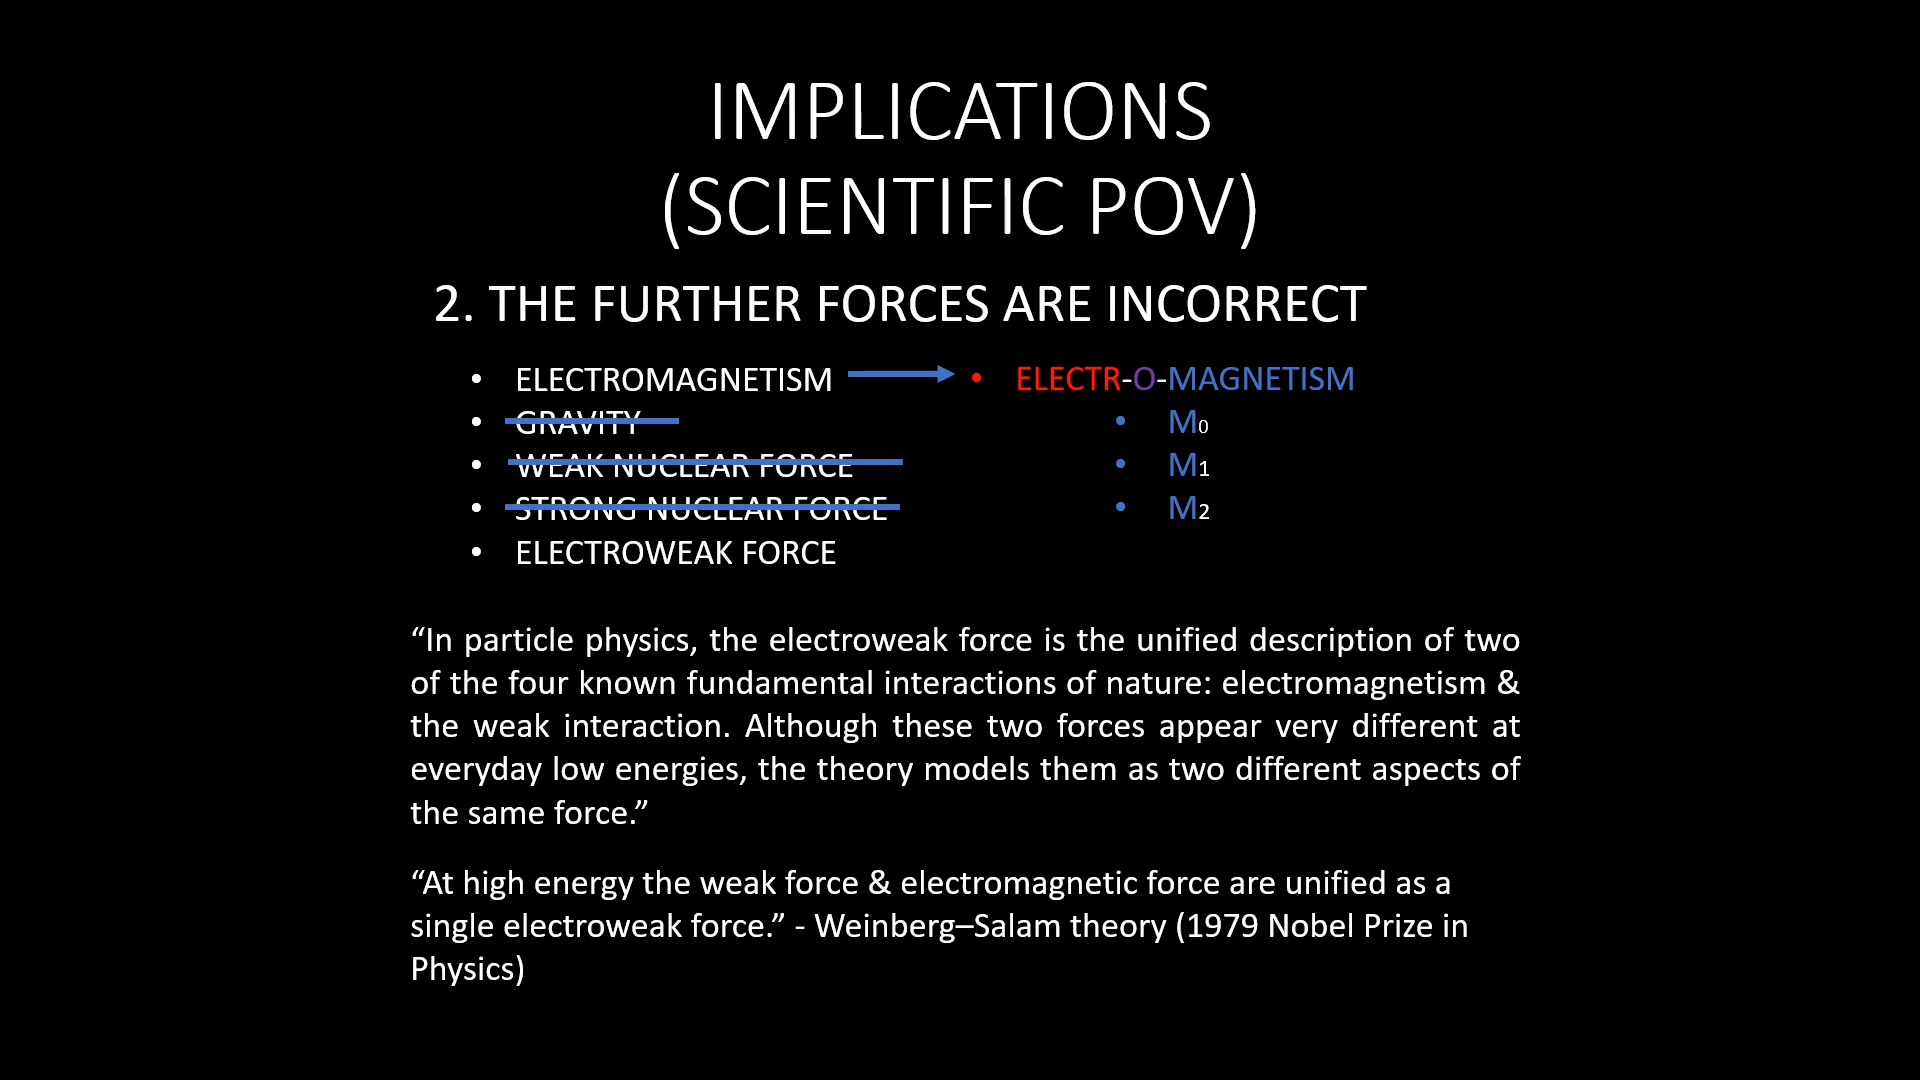 IMPLICATIONS
(SCIENTIFIC POV)
2. THE FURTHER FORCES ARE INCORRECT
• ELECTROMAGNETISM
• GRAVITY
• WEAK NUCLEAR FORCE
• STRONG NUCLEAR FORCE
• ELECTROWEAK FORCE
• ELECTR-O-MAGNETISM
• M0
• M1
• M2
“In particle physics, the electroweak force is the unified description of two
of the four known fundamental interactions of nature: electromagnetism &
the weak interaction. Although these two forces appear very different at
everyday low energies, the theory models them as two different aspects of
the same force.”
“At high energy the weak force & electromagnetic force are unified as a
single electroweak force.” - Weinberg–Salam theory (1979 Nobel Prize in
Physics)